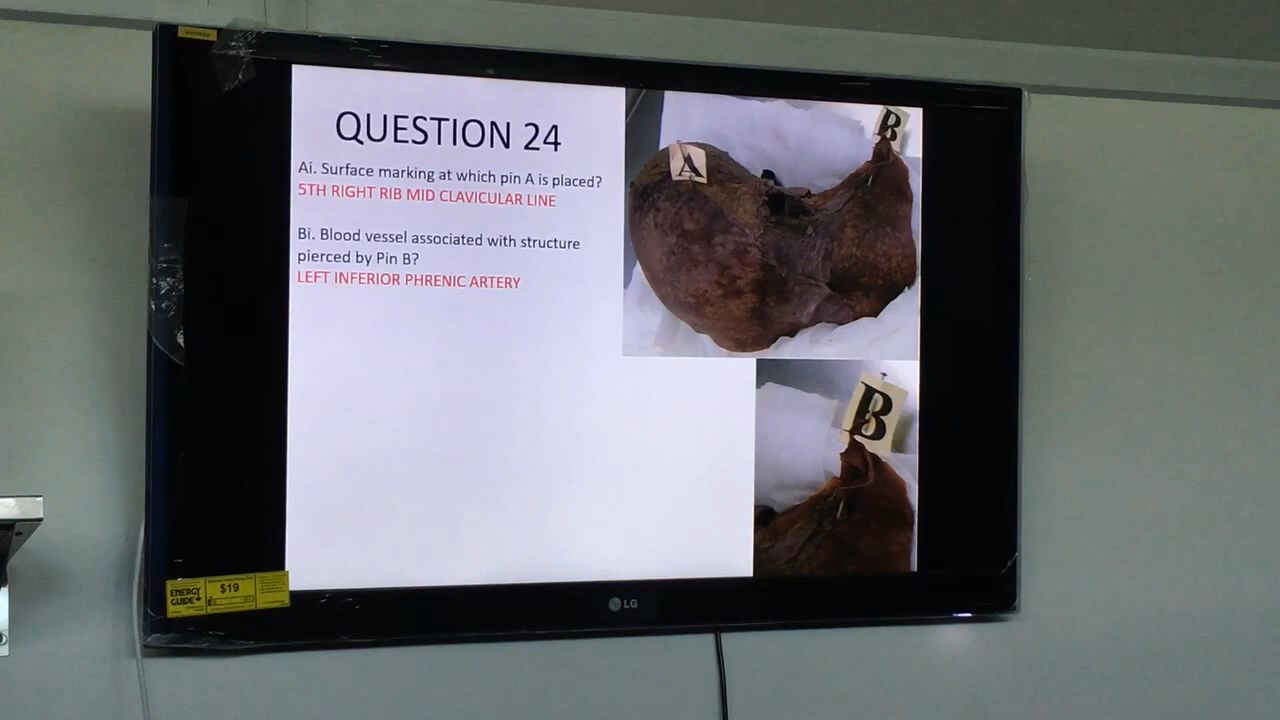 QUESTION 24
Ai. Surface marking at which pin A is placed?
5TH RIGHT RIB MID CLAVICULAR LINE
Bi. Blood vessel associated with structure
pierced by Pin B?
LEFT INFERIOR PHRENIC ARTERY
A
B
B
ENERGY
GUIDE
$19
LG